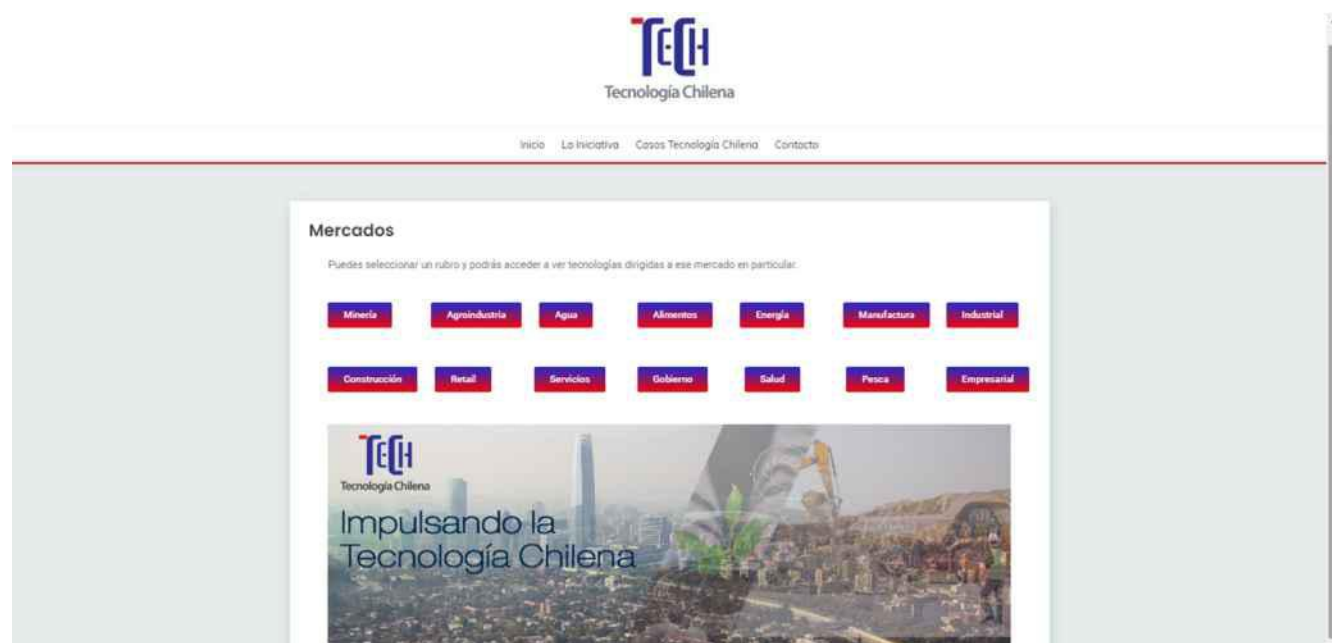 TECH
Tecnología Chilena
Inicio La Iniciativa Casos Tecnología Chilena Contacto
Mercados
Puedes seleccionar un rubro y podrás acceder a ver tecnologías dirigidas a ese mercado en particular.
Minería Agroindustria Agua Alimentos Energía Manufactura Industrial
Construcción Retail Servicios Gobierno Salud Pesca Empresarial
TECH
Tecnología Chilena
Impulsando la
Tecnología Chilena